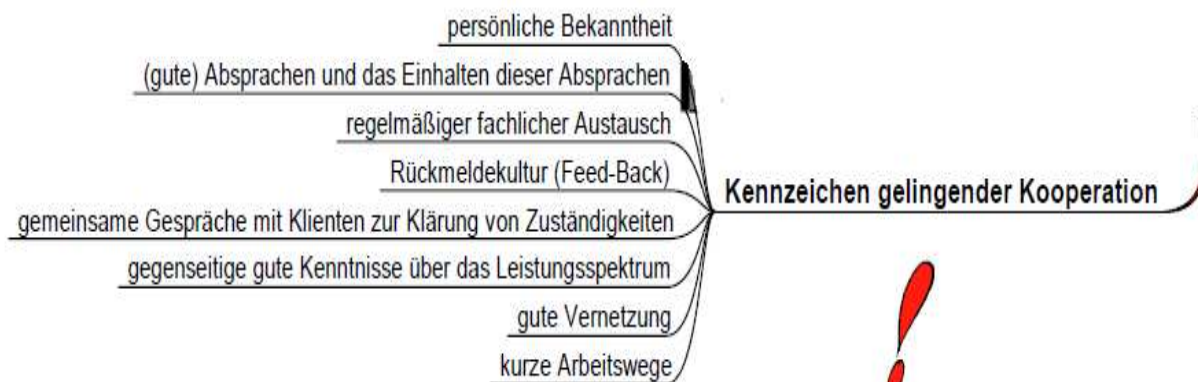 persönliche Bekanntheit
(gute) Absprachen und das Einhalten dieser Absprachen
regelmäßiger fachlicher Austausch
Rückmeldekultur (Feed-Back)
gemeinsame Gespräche mit Klienten zur Klärung von Zuständigkeiten
gegenseitige gute Kenntnisse über das Leistungsspektrum
gute Vernetzung
kurze Arbeitswege
Kennzeichen gelingender Kooperation